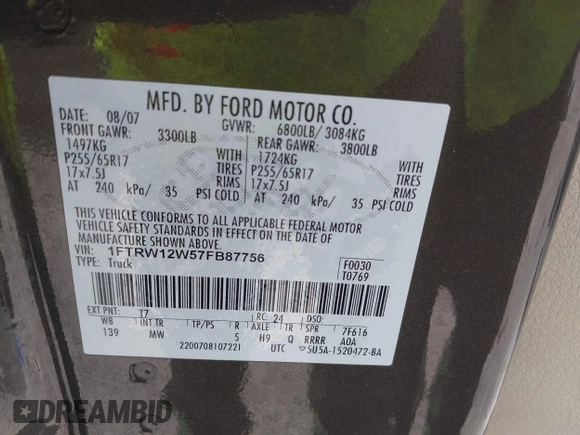 MFD. BY FORD MOTOR CO.
DATE: 08/07 GVWR: 6800LB/ 3084KG
FRONT GAWR: 3300LB REAR GAWR: 3800LB
1497KG WITH 1724KG WITH
P255/65R17 TIRES P255/65R17 TIRES
17x7.5J RIMS 17x7.5J RIMS
AT 240 kPa/ 35 PSI COLD AT 240 kPa/ 35 PSI COLD
THIS VEHICLE CONFORMS TO ALL APPLICABLE FEDERAL MOTOR
VEHICLE SAFETY STANDARDS IN EFFECT ON THE DATE OF
MANUFACTURE SHOWN ABOVE.
VIN: 1FTRW12W57FB87756 F0030
TYPE: Truck T0769
EXT PNT: T7 RC: 24 DSO:
WB INT TR TP/PS R AXLE TR SPR 7F616
139 MW 5 H9 Q RRRR A0A
2200708107221 UTC ▽5U5A-1520472-BA
DREAMBID